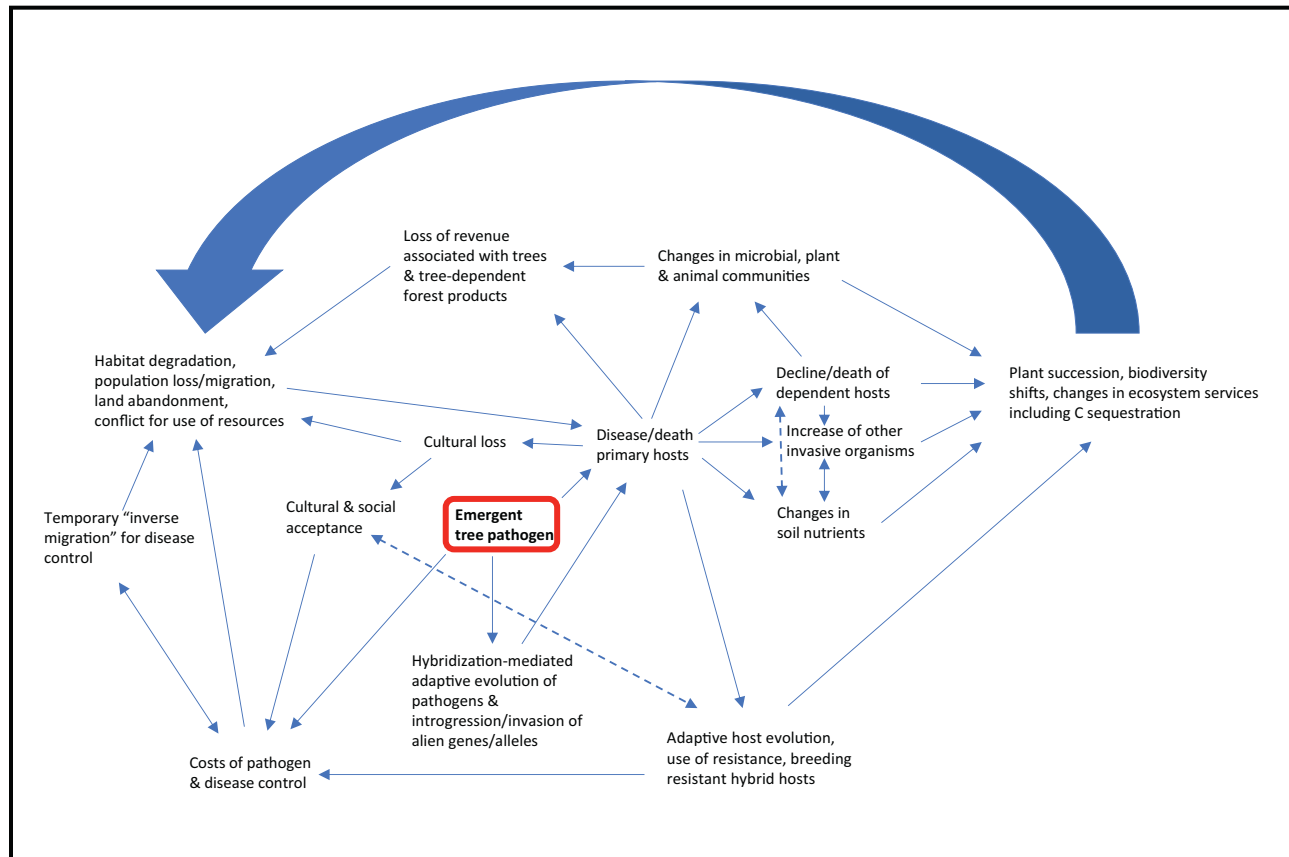 Loss of revenue
associated with trees
& tree-dependent
forest products
Changes in microbial, plant
& animal communities
Habitat degradation,
population loss/migration,
land abandonment,
conflict for use of resources
Decline/death of
dependent hosts
Plant succession, biodiversity
shifts, changes in ecosystem services
including C sequestration
Cultural loss
Disease/death
primary hosts
Increase of other
invasive organisms
Cultural & social
acceptance
Emergent
tree pathogen
Changes in
soil nutrients
Temporary “inverse
migration” for disease
control
Hybridization-mediated
adaptive evolution of
pathogens &
introgression/invasion of
alien genes/alleles
Adaptive host evolution,
use of resistance, breeding
resistant hybrid hosts
Costs of pathogen
& disease control